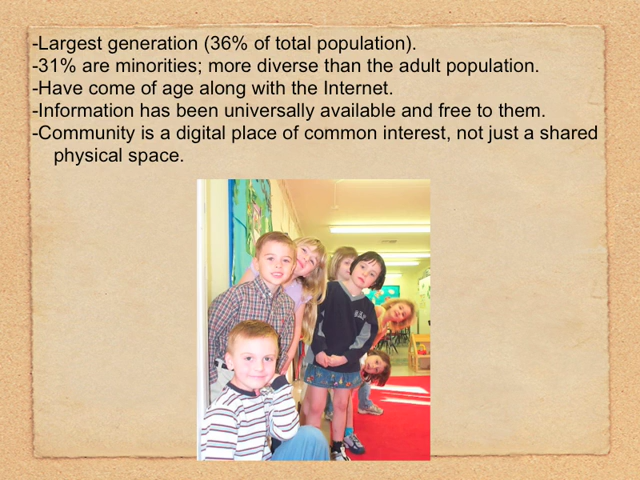 -Largest generation (36% of total population).
-31% are minorities; more diverse than the adult population.
-Have come of age along with the Internet.
-Information has been universally available and free to them.
-Community is a digital place of common interest, not just a shared
physical space.